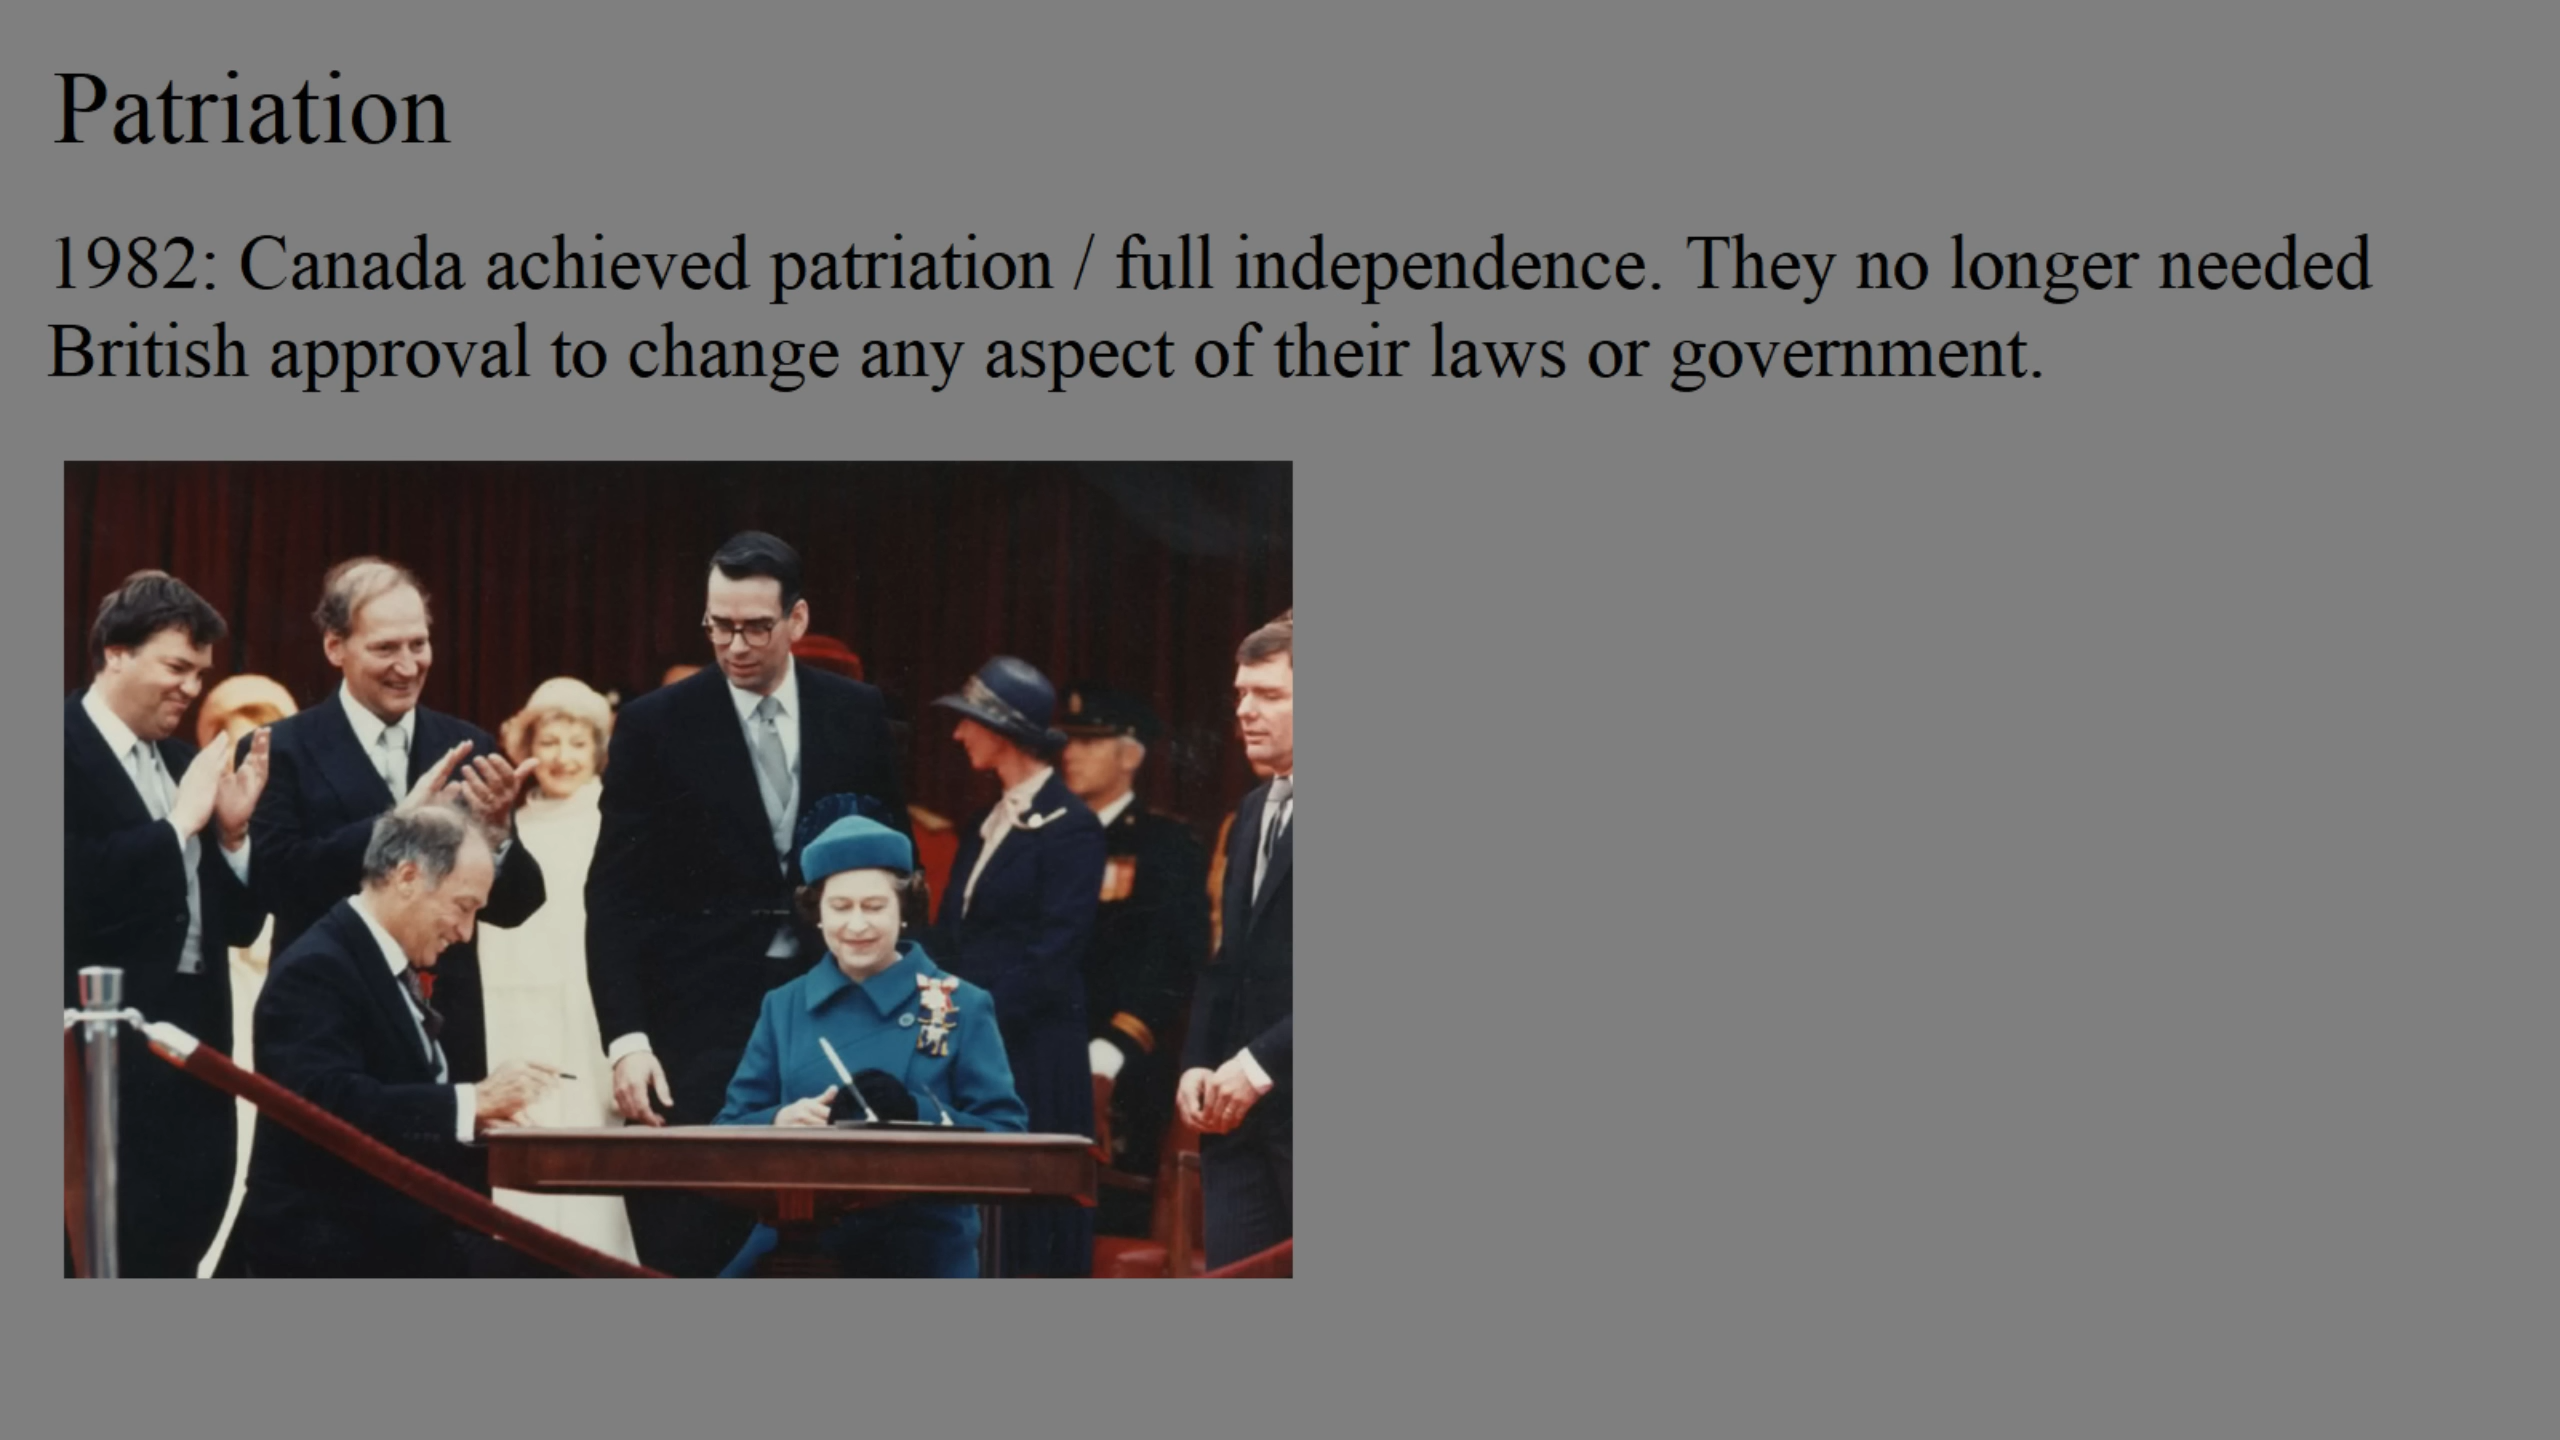 Patriation
1982: Canada achieved patriation / full independence. They no longer needed
British approval to change any aspect of their laws or government.